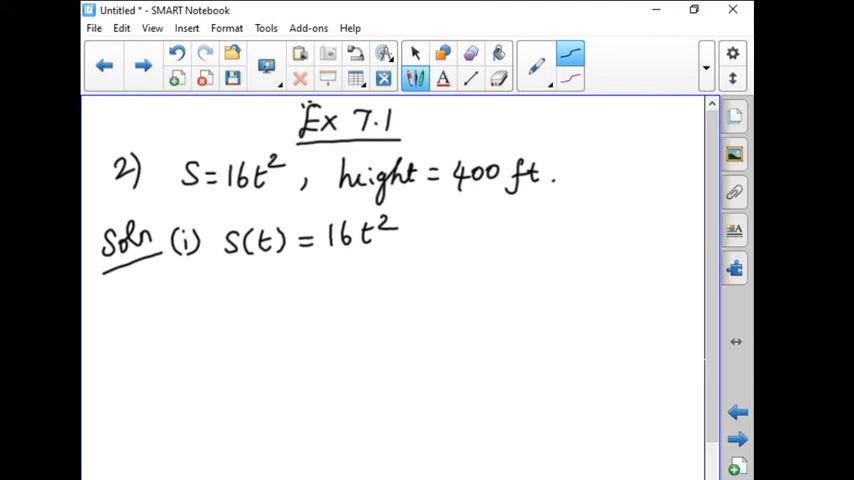 Untitled * - SMART Notebook
File Edit View Insert Format Tools Add-ons Help
Ex 7.1
2) S = 16t², height = 400 ft.
Soln (i) S(t) = 16t²